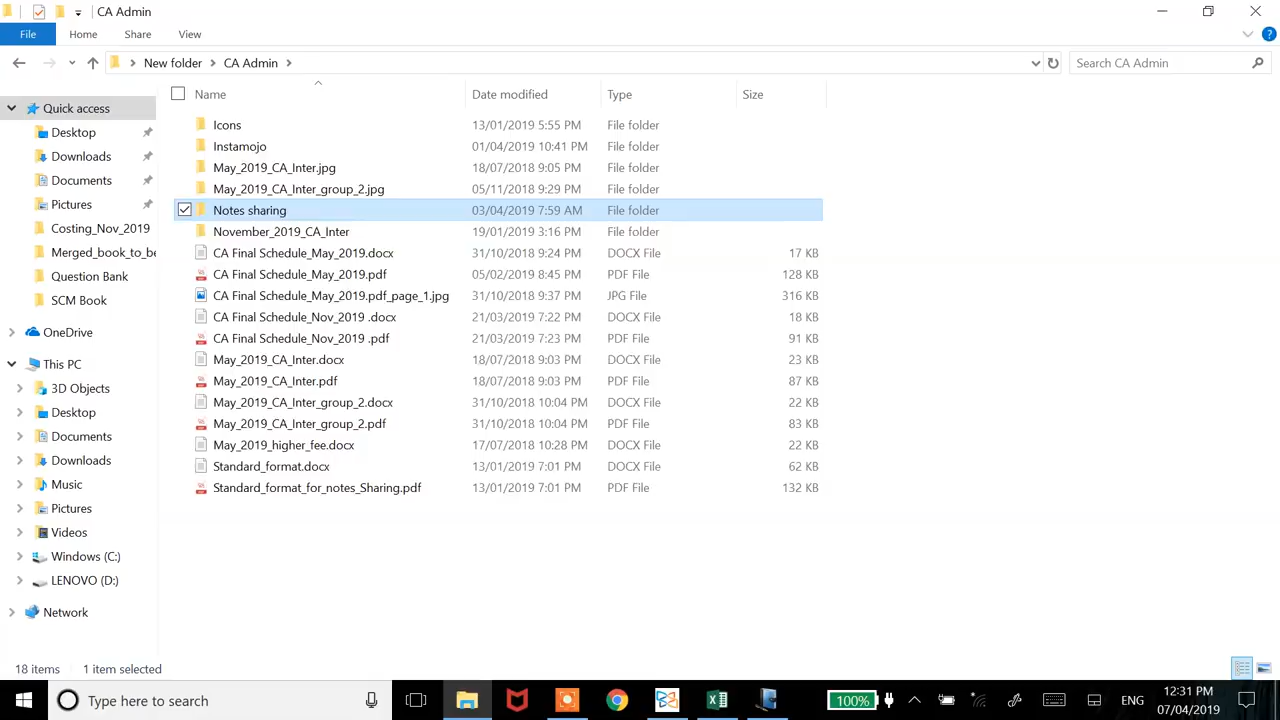 CA Admin
File Home Share View
New folder CA Admin Search CA Admin
Name Date modified Type Size
Quick access
Desktop
Downloads
Documents
Pictures
Costing_Nov_2019
Merged_book_to_be
Question Bank
SCM Book
OneDrive
This PC
3D Objects
Desktop
Documents
Downloads
Music
Pictures
Videos
Windows (C:)
LENOVO (D:)
Network
Icons 13/01/2019 5:55 PM File folder
Instamojo 01/04/2019 10:41 PM File folder
May_2019_CA_Inter.jpg 18/07/2018 9:05 PM File folder
May_2019_CA_Inter_group_2.jpg 05/11/2018 9:29 PM File folder
Notes sharing 03/04/2019 7:59 AM File folder
November_2019_CA_Inter 19/01/2019 3:16 PM File folder
CA Final Schedule_May_2019.docx 31/10/2018 9:24 PM DOCX File 17 KB
CA Final Schedule_May_2019.pdf 05/02/2019 8:45 PM PDF File 128 KB
CA Final Schedule_May_2019.pdf_page_1.jpg 31/10/2018 9:37 PM JPG File 316 KB
CA Final Schedule_Nov_2019 .docx 21/03/2019 7:22 PM DOCX File 18 KB
CA Final Schedule_Nov_2019 .pdf 21/03/2019 7:23 PM PDF File 91 KB
May_2019_CA_Inter.docx 18/07/2018 9:03 PM DOCX File 23 KB
May_2019_CA_Inter.pdf 18/07/2018 9:03 PM PDF File 87 KB
May_2019_CA_Inter_group_2.docx 31/10/2018 10:04 PM DOCX File 22 KB
May_2019_CA_Inter_group_2.pdf 31/10/2018 10:04 PM PDF File 83 KB
May_2019_higher_fee.docx 17/07/2018 10:28 PM DOCX File 22 KB
Standard_format.docx 13/01/2019 7:01 PM DOCX File 62 KB
Standard_format_for_notes_Sharing.pdf 13/01/2019 7:01 PM PDF File 132 KB
18 items 1 item selected
Type here to search 100% ENG 12:31 PM
07/04/2019